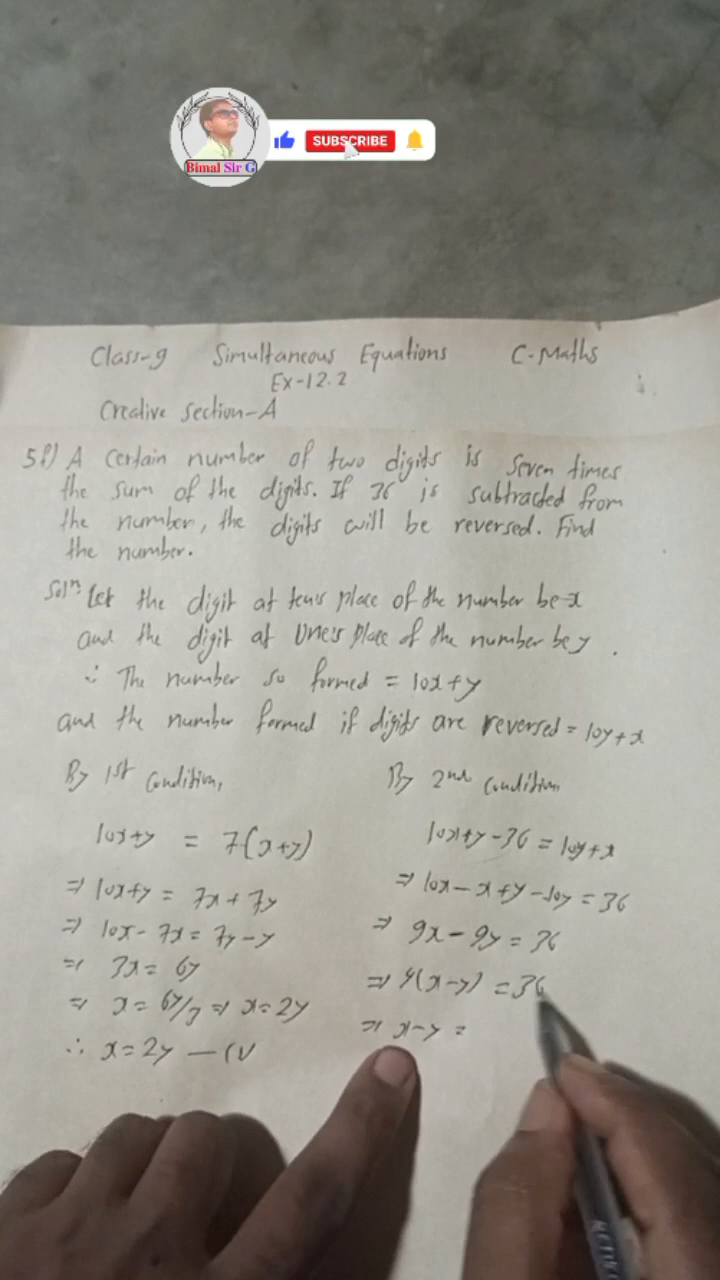 Bimal Sir G
SUBSCRIBE
Class-9 Simultaneous Equations C. Maths
Ex-12.2
Creative section-A
5f) A certain number of two digits is seven times
the sum of the digits. If 36 is subtracted from
the number, the digits will be reversed. Find
the number.
Solⁿ: Let the digit at ten's place of the number be x
and the digit at one's place of the number be y.
∴ The number so formed = 10x+y
and the number formed if digits are reversed = 10y+x
By 1st condition,
10x+y = 7(x+y)
⇒ 10x+y = 7x+7y
⇒ 10x-7x = 7y-y
⇒ 3x = 6y
⇒ x = 6y/3 ⇒ x=2y
∴ x=2y —(1)
By 2nd condition
10x+y-36 = 10y+x
⇒ 10x-x+y-10y = 36
⇒ 9x-9y = 36
⇒ 9(x-y) = 36
⇒ x-y =